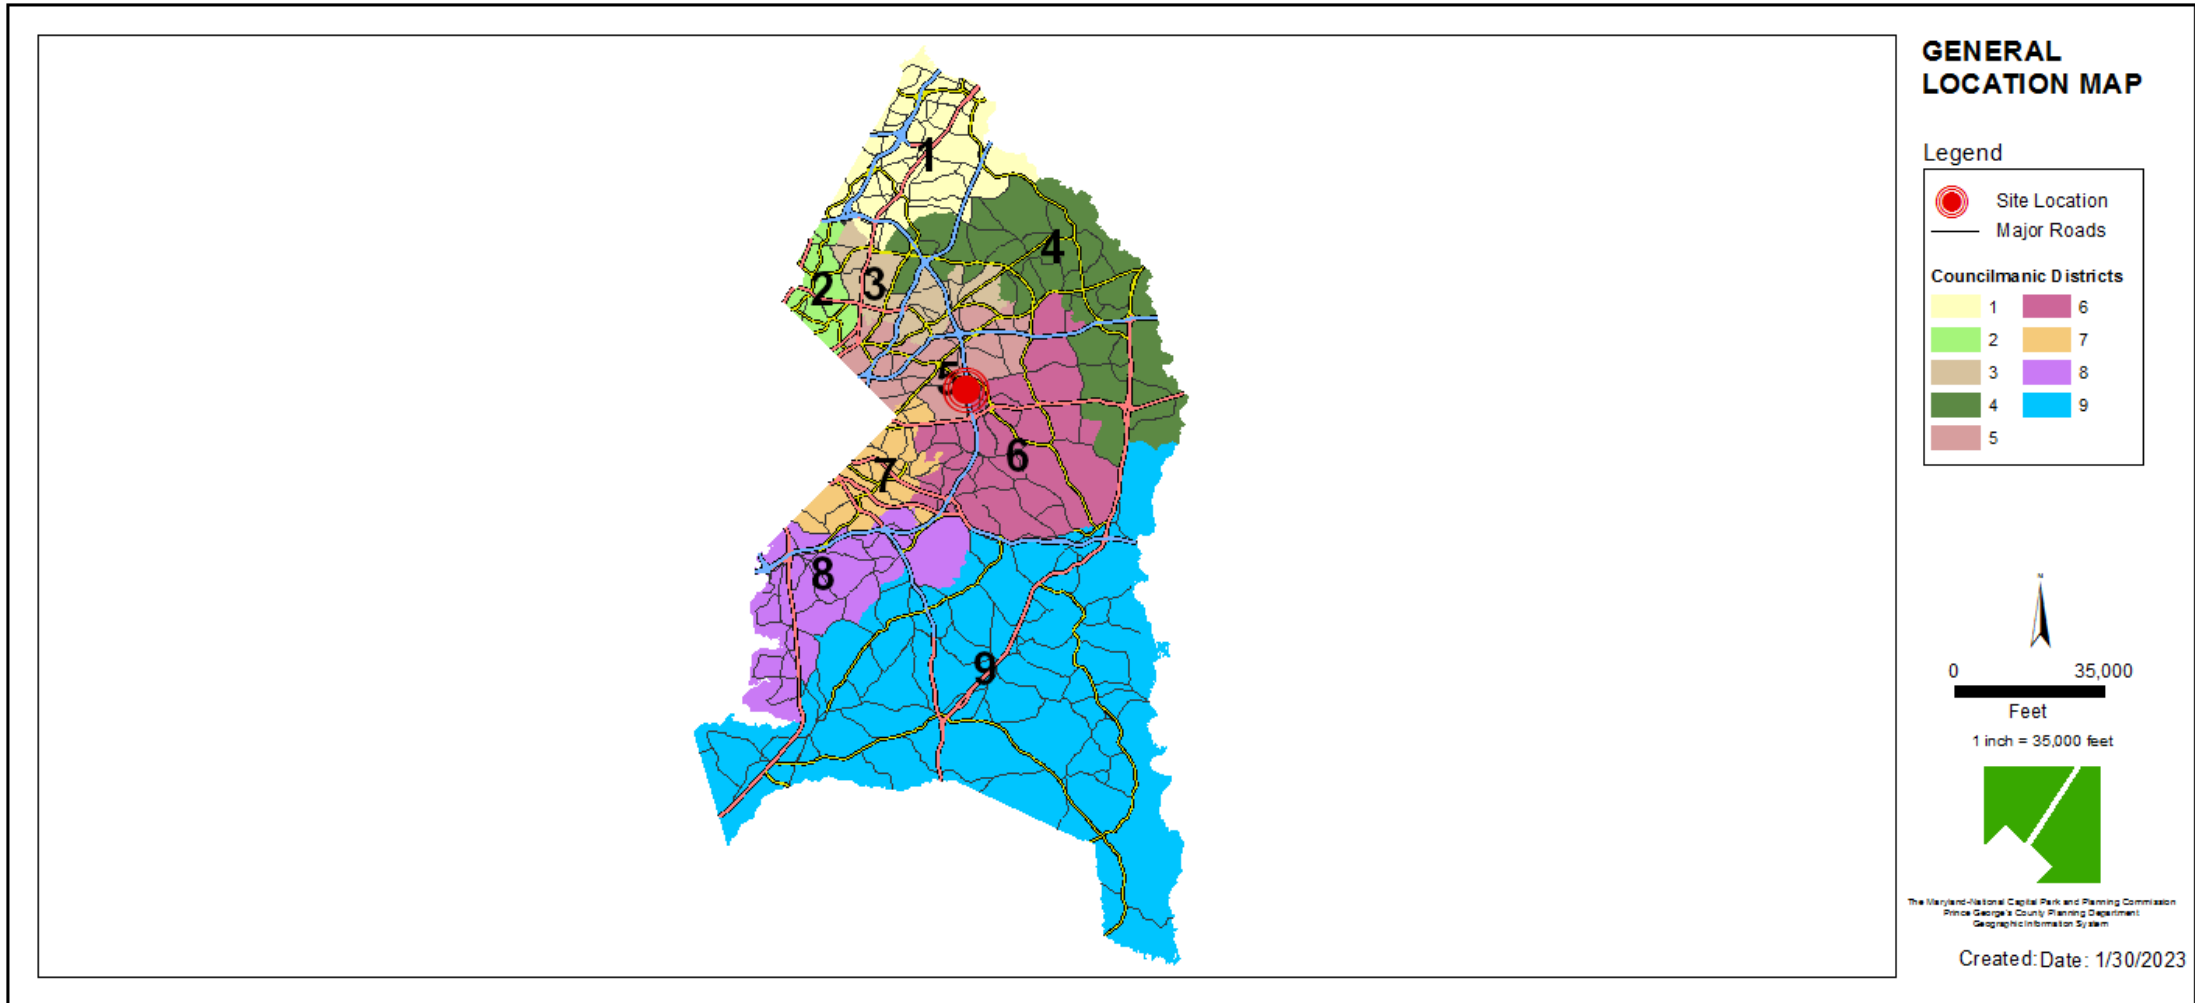 GENERAL
LOCATION MAP
Legend
Site Location
Major Roads
Councilmanic Districts
1 6
2 7
3 8
4 9
5
1
4
2
3
5
6
7
8
9
N
0 35,000
Feet
1 inch = 35,000 feet
The Maryland-National Capital Park and Planning Commission
Prince George's County Planning Department
Geographic Information System
Created: Date: 1/30/2023